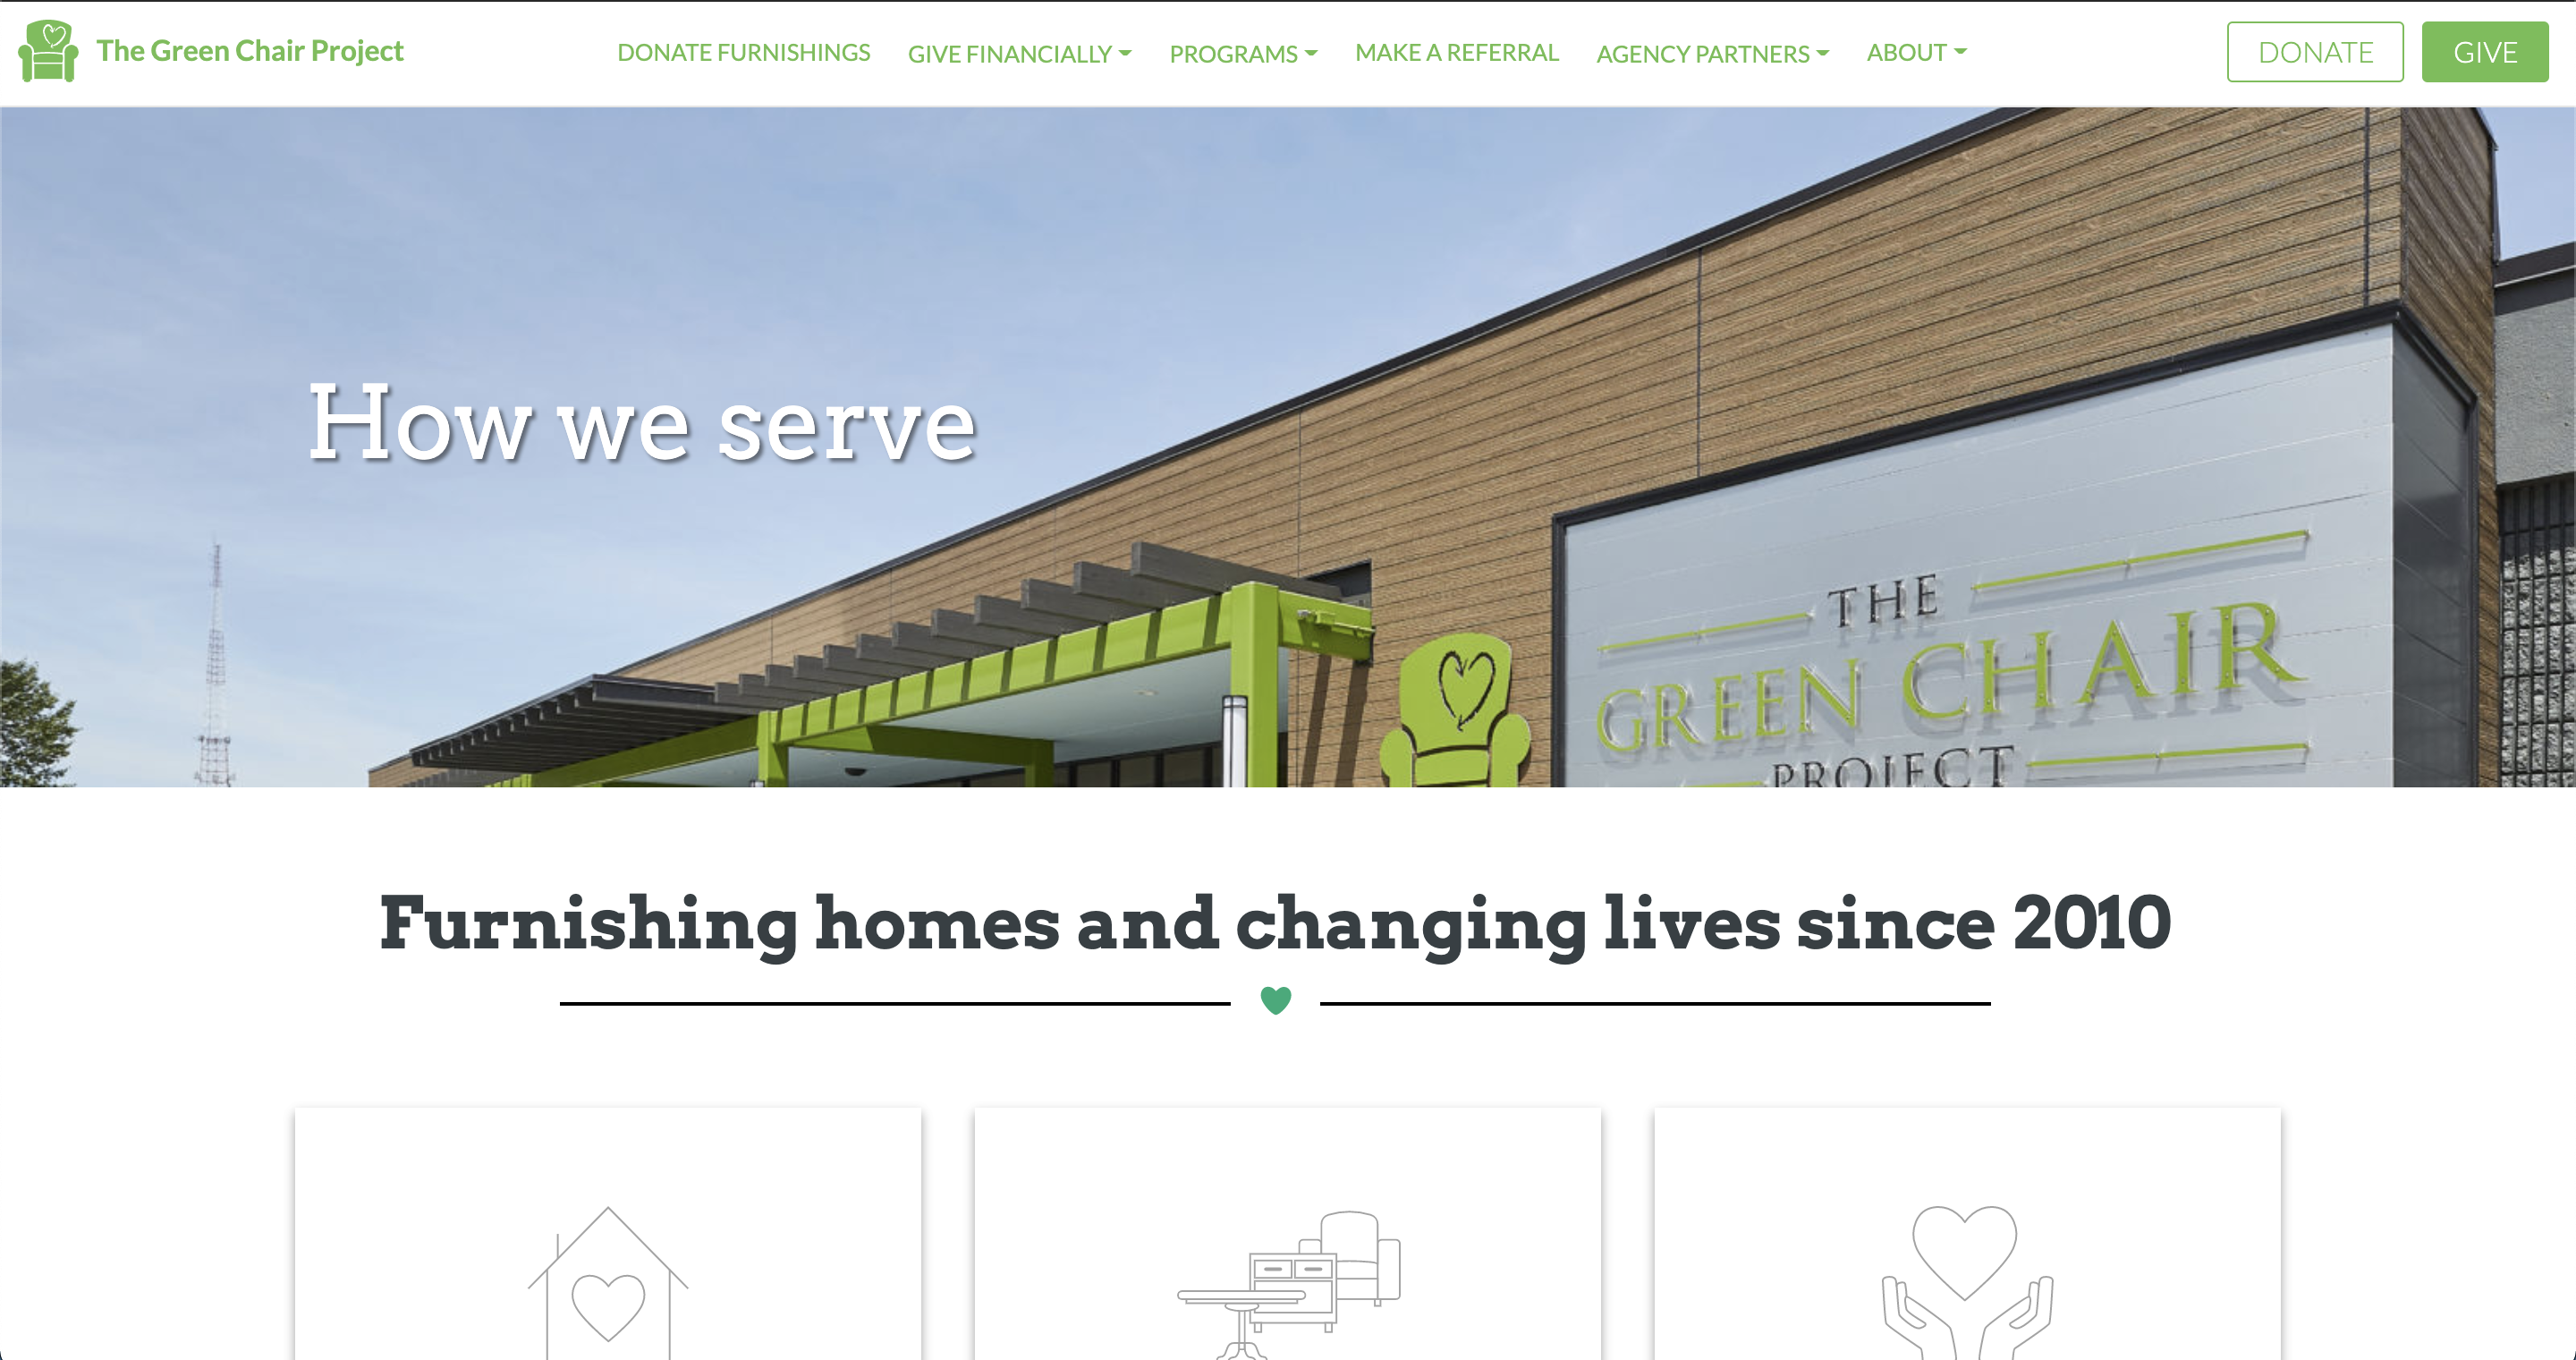 The Green Chair Project
DONATE FURNISHINGS
GIVE FINANCIALLY
PROGRAMS
MAKE A REFERRAL
AGENCY PARTNERS
ABOUT
DONATE
GIVE
How we serve
THE
GREEN CHAIR
PROJECT
Furnishing homes and changing lives since 2010